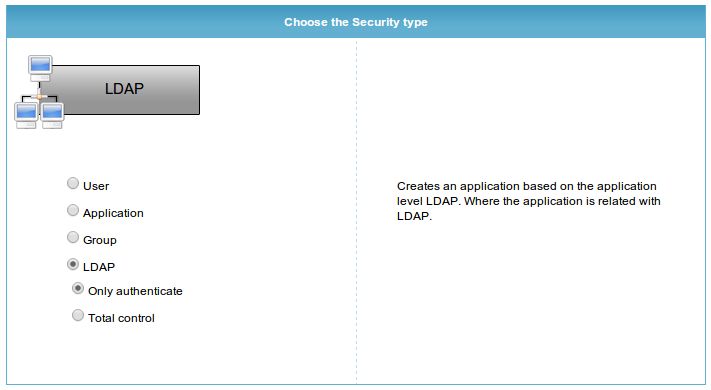 Choose the Security type
LDAP
User
Application
Group
LDAP
Only authenticate
Total control
Creates an application based on the application
level LDAP. Where the application is related with
LDAP.